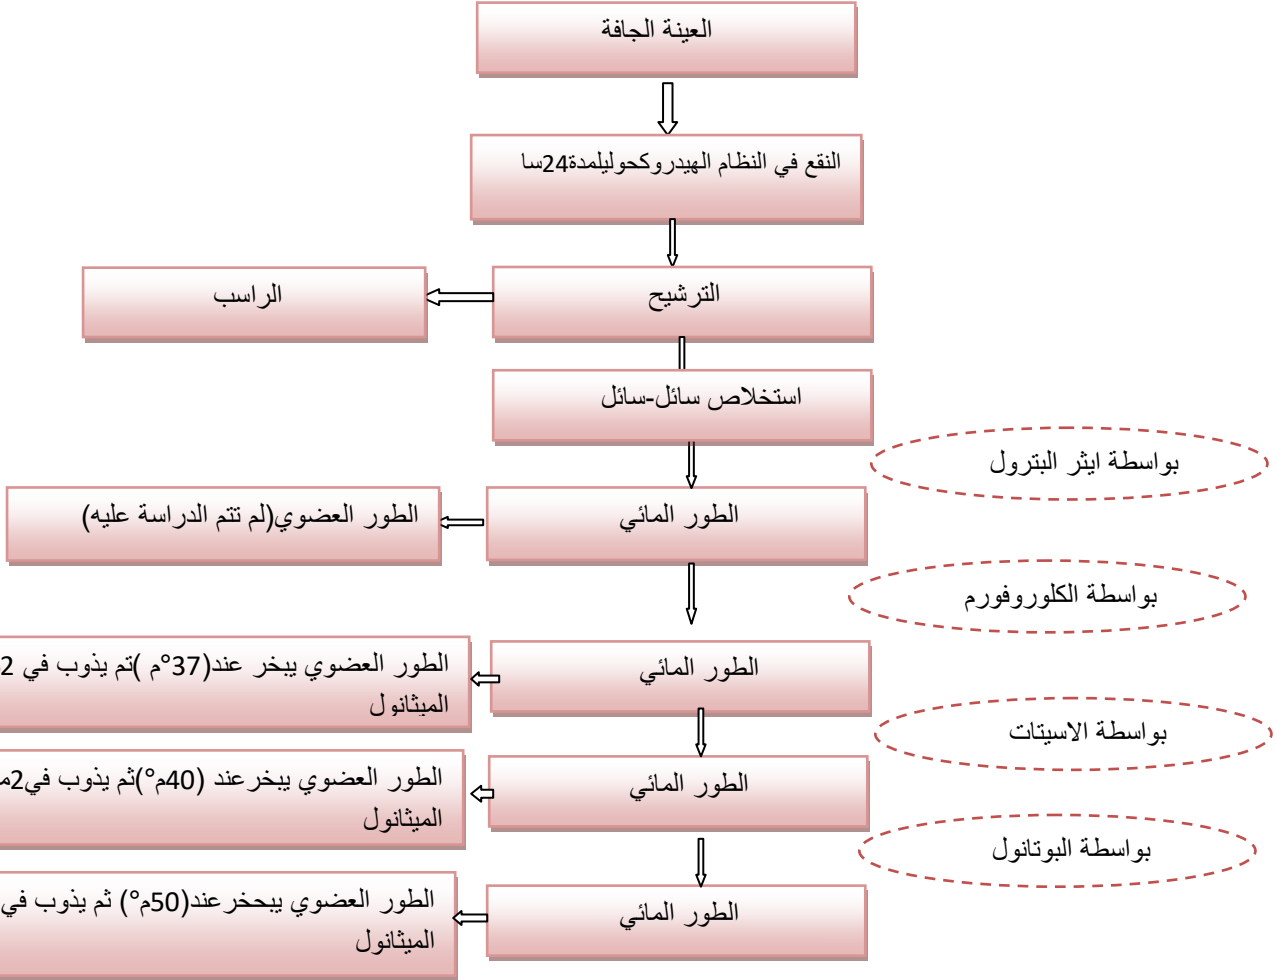 العينة الجافة
النقع في النظام الهيدروكحوليلمدة24سا
الترشيح
الراسب
استخلاص سائل-سائل
بواسطة ايثر البترول
الطور المائي
الطور العضوي(لم تتم الدراسة عليه)
بواسطة الكلوروفورم
الطور المائي
الطور العضوي يبخر عند(37°م )تم يذوب في 2
الميثانول
بواسطة الاسيتات
الطور المائي
الطور العضوي يبخرعند (40م°)ثم يذوب في2م
الميثانول
بواسطة البوتانول
الطور المائي
الطور العضوي يبحخرعند(50م°) ثم يذوب في
الميثانول